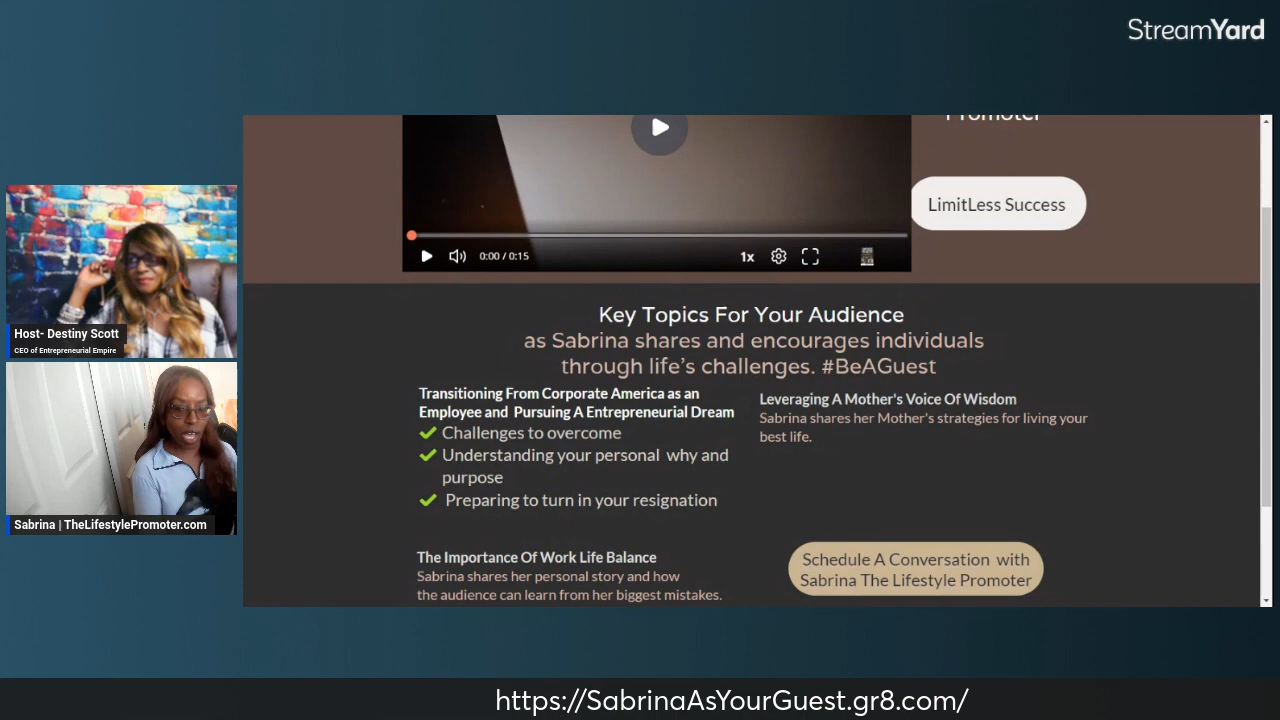 StreamYard
Promoter
LimitLess Success
0:00 / 0:15
1x
Key Topics For Your Audience
as Sabrina shares and encourages individuals
through life's challenges. #BeAGuest
Transitioning From Corporate America as an
Employee and Pursuing A Entrepreneurial Dream
Challenges to overcome
Understanding your personal why and
purpose
Preparing to turn in your resignation
Leveraging A Mother's Voice Of Wisdom
Sabrina shares her Mother's strategies for living your
best life.
The Importance Of Work Life Balance
Sabrina shares her personal story and how
the audience can learn from her biggest mistakes.
Schedule A Conversation with
Sabrina The Lifestyle Promoter
Host- Destiny Scott
CEO of Entrepreneurial Empire
Sabrina | TheLifestylePromoter.com
https://SabrinaAsYourGuest.gr8.com/